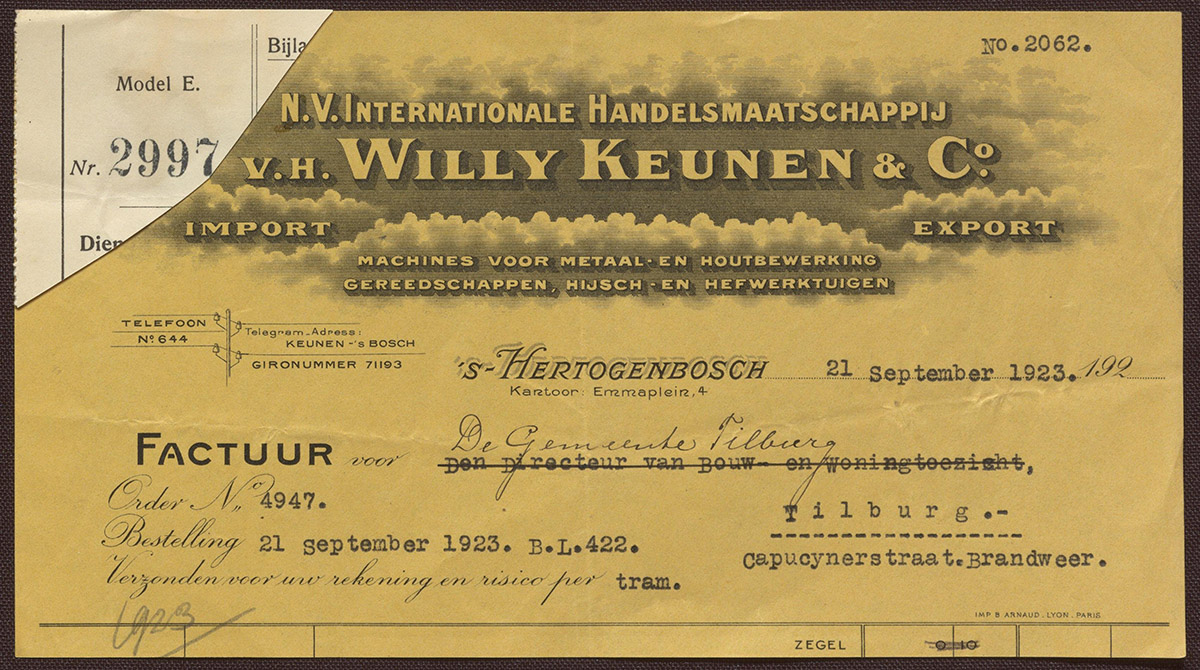 Model E.
Bijla
No. 2062.
Nr. 2997
N.V. INTERNATIONALE HANDELSMAATSCHAPPIJ
V.H. WILLY KEUNEN & Co.
IMPORT
EXPORT
MACHINES VOOR METAAL- EN HOUTBEWERKING
GEREEDSCHAPPEN, HIJSCH- EN HEFWERKTUIGEN
Dien
TELEFOON
No 644
Telegram-Adress:
KEUNEN-'s BOSCH
GIRONUMMER 71193
's-HERTOGENBOSCH 21 september 1923. 192
Kantoor: Emmaplein, 4
De Gemeente Tilburg
FACTUUR voor Den Directeur van Bouw- en Woningtoezicht,
Order No 4947.
Tilburg.-
Bestelling 21 september 1923. B.L.422.
Capucynerstraat.Brandweer.
Verzonden voor uw rekening en risico per tram.
1923
IMP B ARNAUD. LYON. PARIS
ZEGEL 0 10